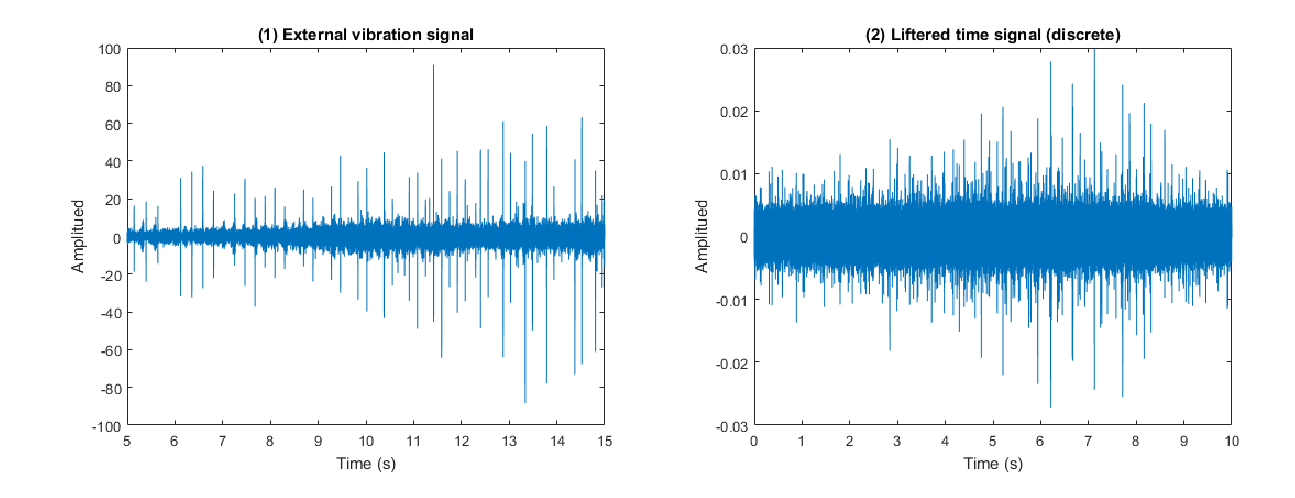 (1) External vibration signal
100
80
60
40
20
0
-20
-40
-60
-80
-100
Amplitued
5 6 7 8 9 10 11 12 13 14 15
Time (s)
(2) Liftered time signal (discrete)
0.03
0.02
0.01
0
-0.01
-0.02
-0.03
Amplitued
0 1 2 3 4 5 6 7 8 9 10
Time (s)